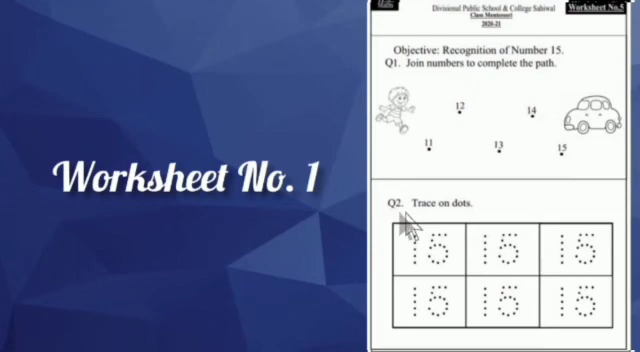 Worksheet No. 1
Maths
Divisional Public School & College Sahiwal
Worksheet No.5
Class Montessori
2020-21
Objective: Recognition of Number 15.
Q1. Join numbers to complete the path.
12
14
11
13
15
Q2. Trace on dots.
15 15 15
15 15 15